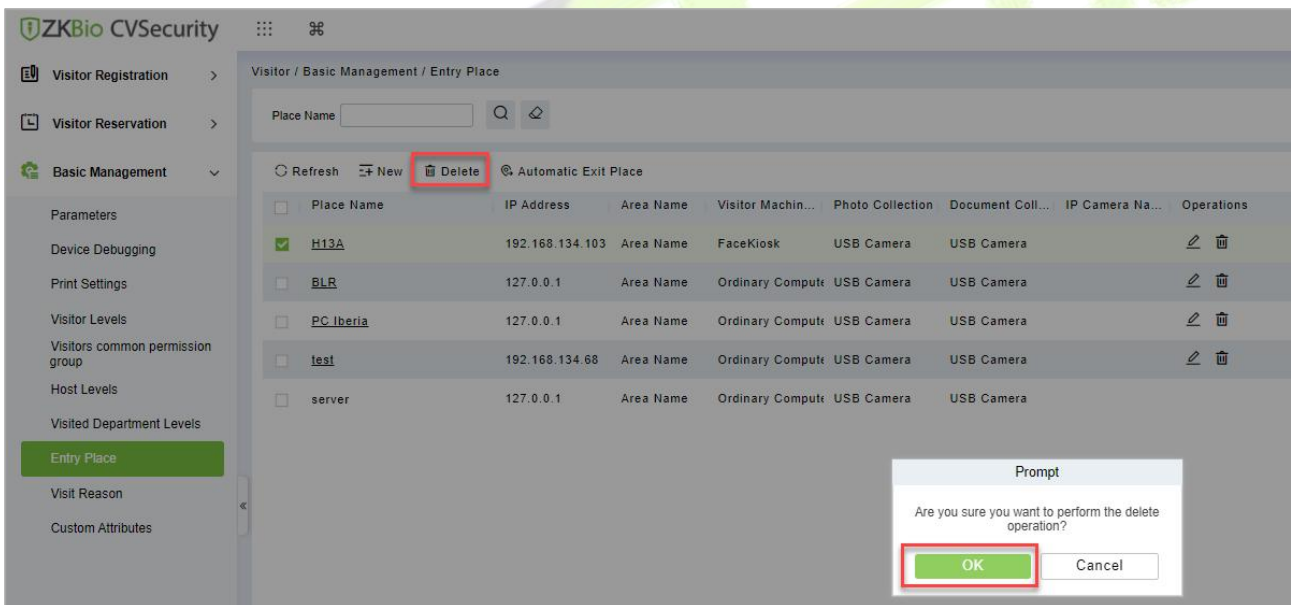 ZKBio CVSecurity
Visitor Registration
Visitor Reservation
Basic Management
Parameters
Device Debugging
Print Settings
Visitor Levels
Visitors common permission
group
Host Levels
Visited Department Levels
Entry Place
Visit Reason
Custom Attributes
Visitor / Basic Management / Entry Place
Place Name
Refresh New Delete Automatic Exit Place
Place Name IP Address Area Name Visitor Machin... Photo Collection Document Coll... IP Camera Na... Operations
H13A 192.168.134.103 Area Name FaceKiosk USB Camera USB Camera
BLR 127.0.0.1 Area Name Ordinary Compute USB Camera USB Camera
PC Iberia 127.0.0.1 Area Name Ordinary Compute USB Camera USB Camera
test 192.168.134.68 Area Name Ordinary Compute USB Camera USB Camera
server 127.0.0.1 Area Name Ordinary Compute USB Camera USB Camera
Prompt
Are you sure you want to perform the delete
operation?
OK Cancel